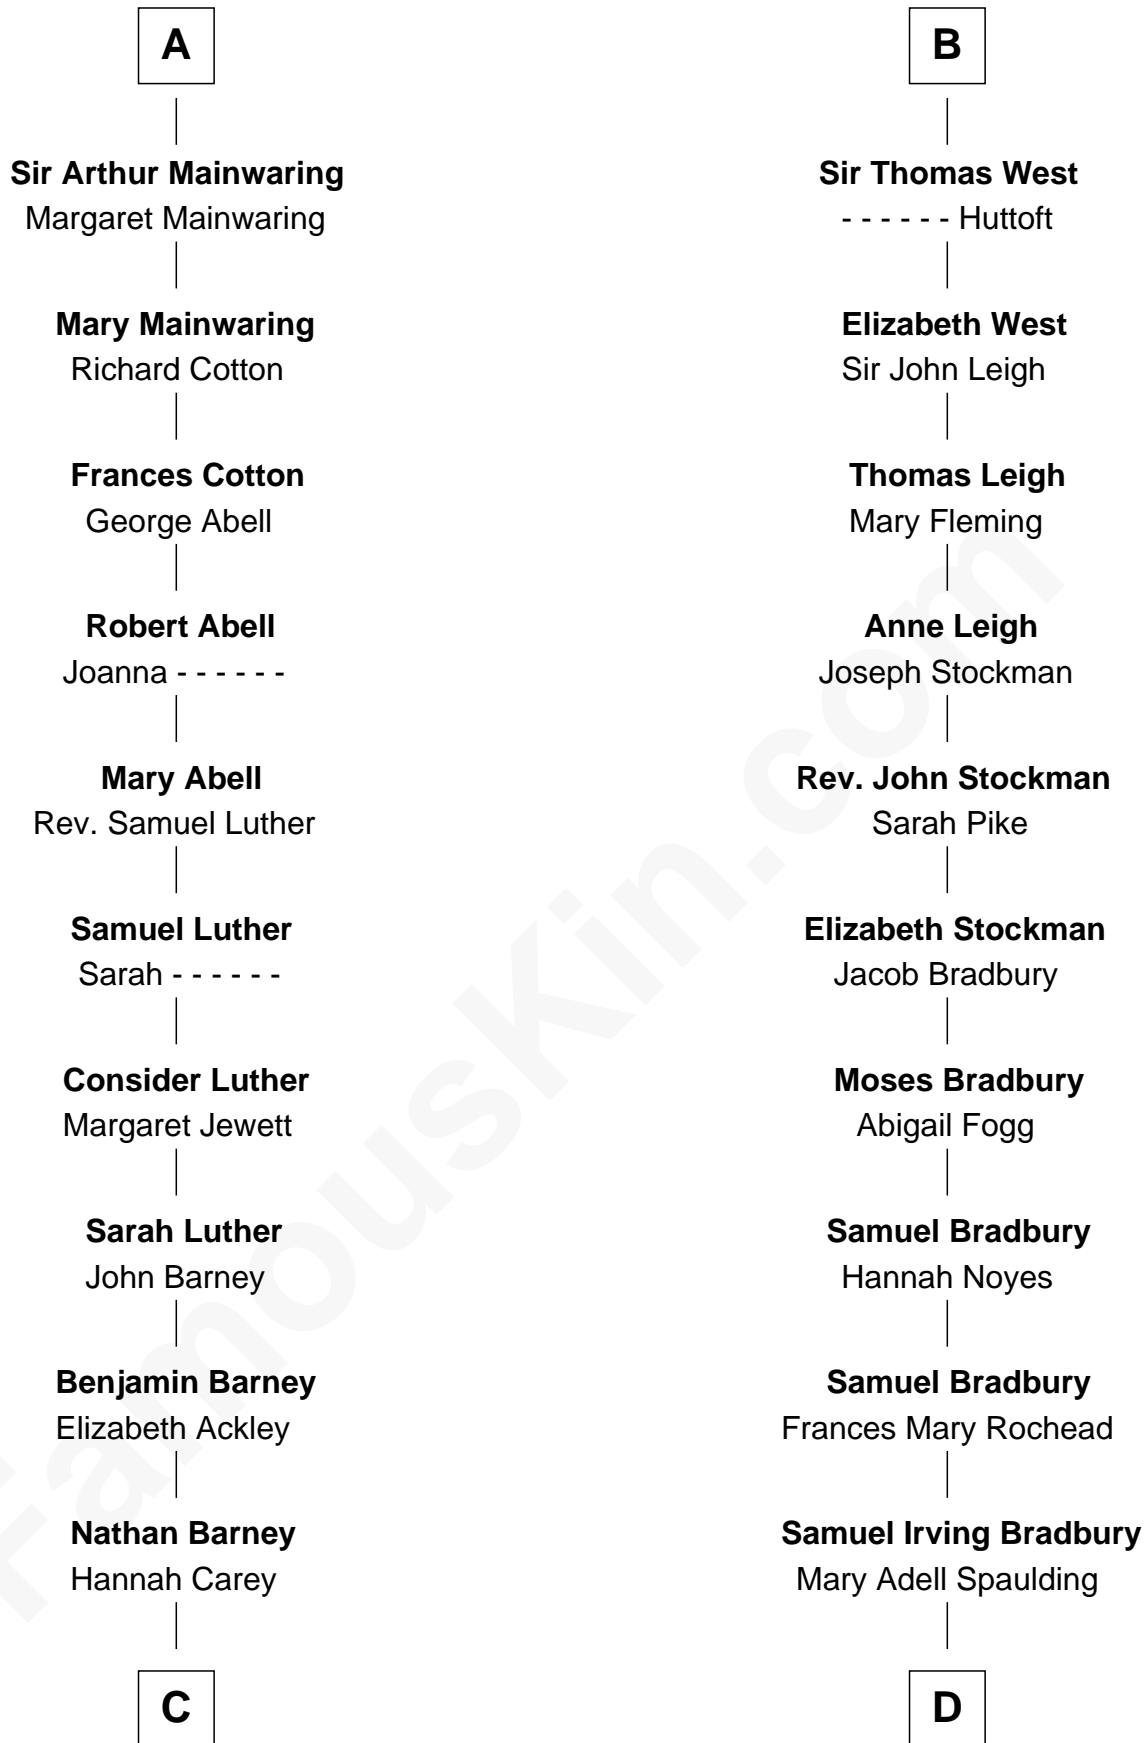 A
Sir Arthur Mainwaring
Margaret Mainwaring
Mary Mainwaring
Richard Cotton
Frances Cotton
George Abell
Robert Abell
Joanna - - - - - -
Mary Abell
Rev. Samuel Luther
Samuel Luther
Sarah - - - - - -
Consider Luther
Margaret Jewett
Sarah Luther
John Barney
Benjamin Barney
Elizabeth Ackley
Nathan Barney
Hannah Carey
C
B
Sir Thomas West
- - - - - - Huttoft
Elizabeth West
Sir John Leigh
Thomas Leigh
Mary Fleming
Anne Leigh
Joseph Stockman
Rev. John Stockman
Sarah Pike
Elizabeth Stockman
Jacob Bradbury
Moses Bradbury
Abigail Fogg
Samuel Bradbury
Hannah Noyes
Samuel Bradbury
Frances Mary Rochead
Samuel Irving Bradbury
Mary Adell Spaulding
D
FamousKin.com